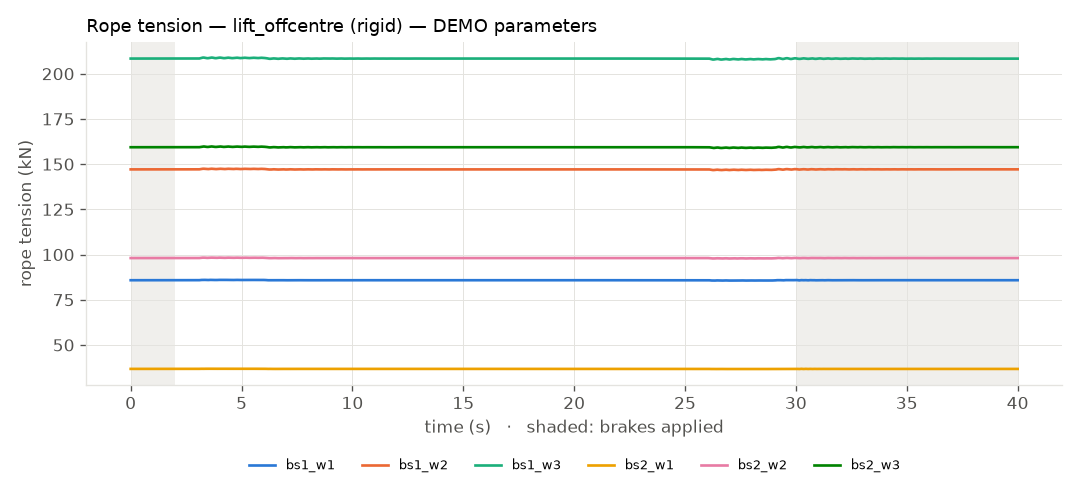 Rope tension — lift_offcentre (rigid) — DEMO parameters
rope tension (kN)
200
175
150
125
100
75
50
0 5 10 15 20 25 30 35 40
time (s) · shaded: brakes applied
bs1_w1 bs1_w2 bs1_w3 bs2_w1 bs2_w2 bs2_w3